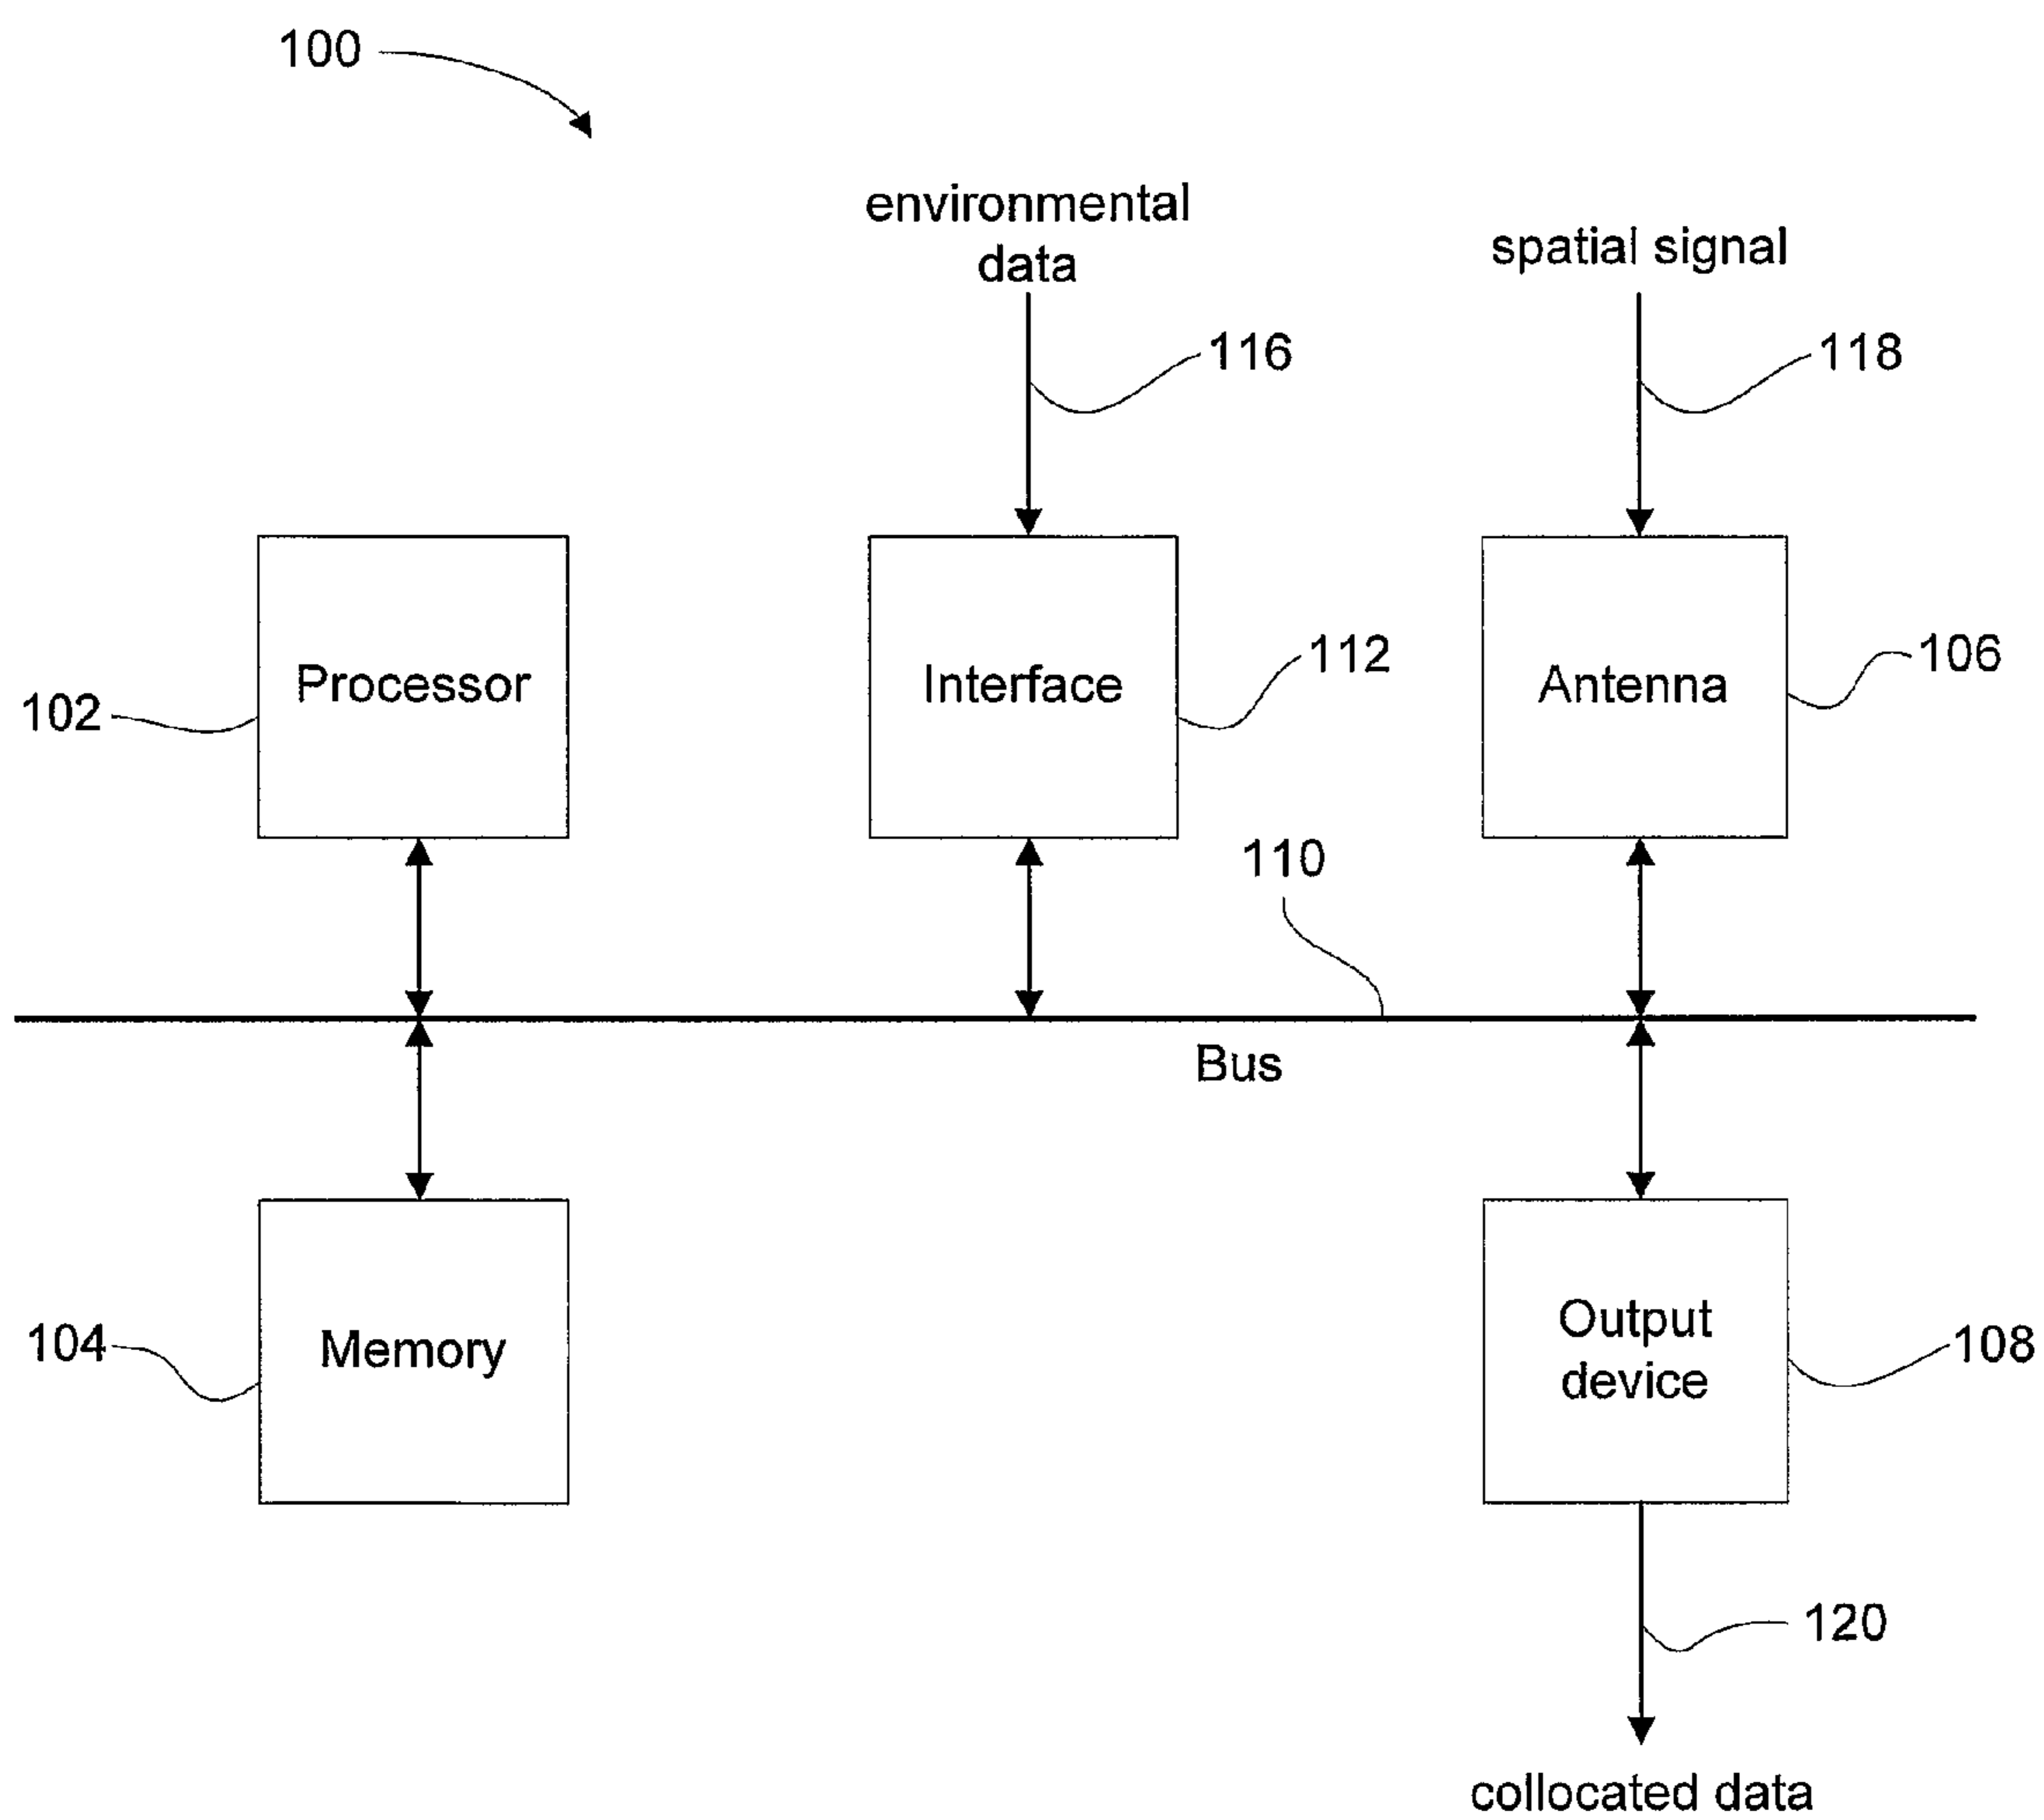 100
environmental
data
spatial signal
116
118
Processor
Interface
Antenna
102
112
106
110
Bus
104
Memory
Output
device
108
120
collocated data